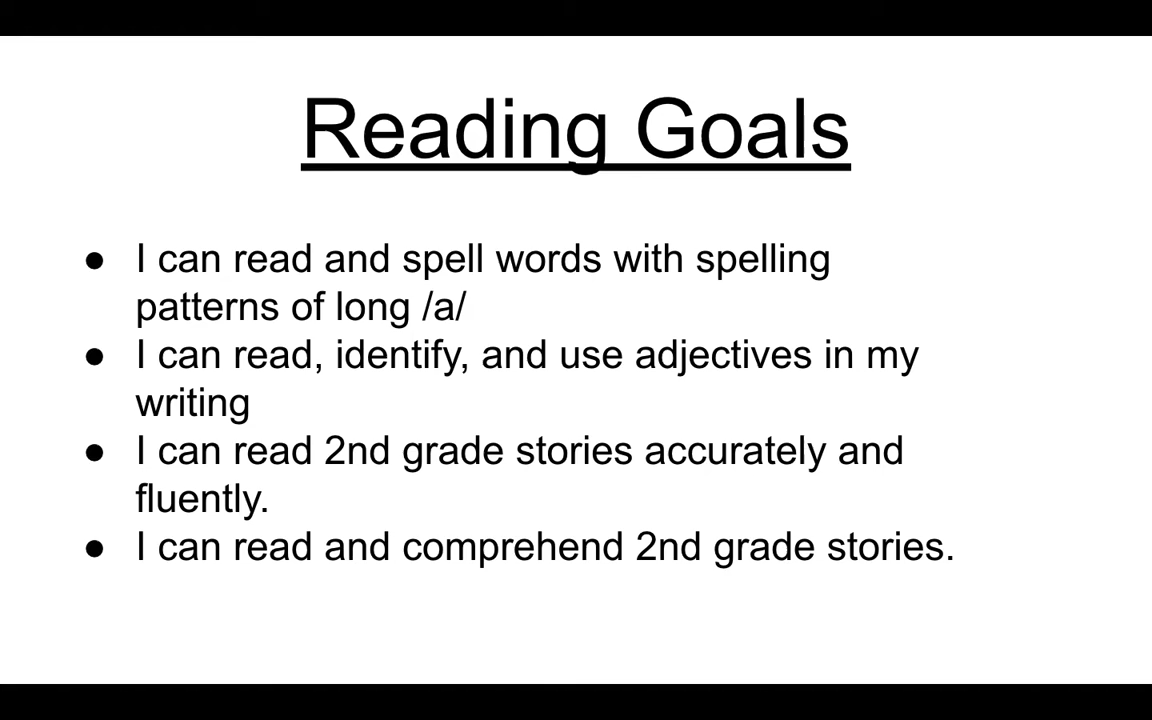 Reading Goals
● I can read and spell words with spelling
patterns of long /a/
● I can read, identify, and use adjectives in my
writing
● I can read 2nd grade stories accurately and
fluently.
● I can read and comprehend 2nd grade stories.